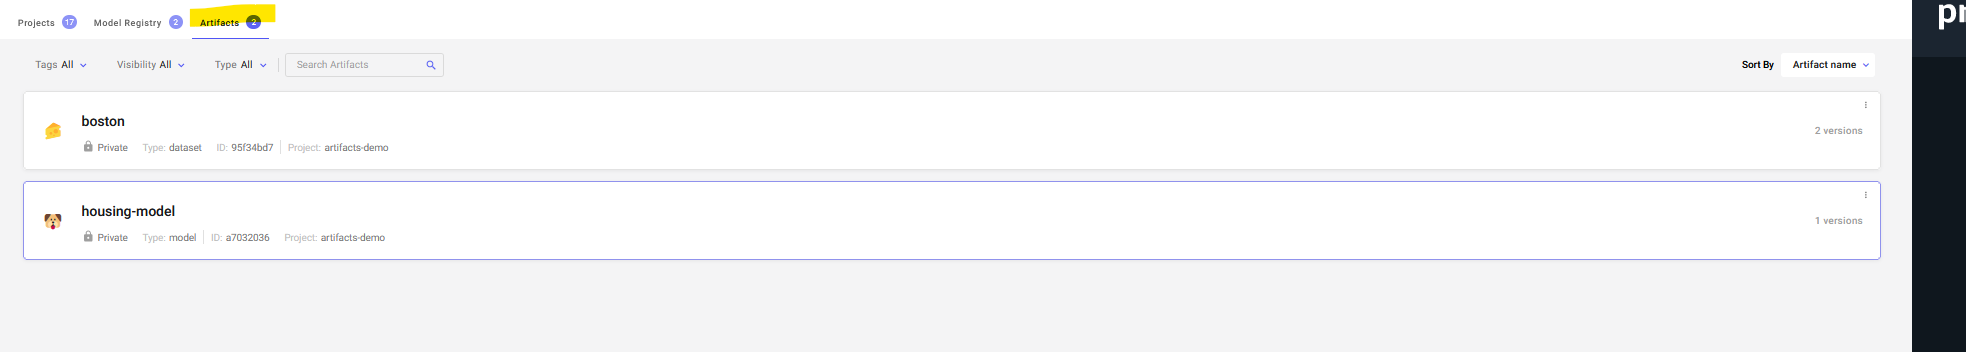 Projects 17 Model Registry 2 Artifacts 2
Tags All Visibility All Type All Search Artifacts Sort By Artifact name
boston
2 versions
Private Type: dataset ID: 95f34bd7 Project: artifacts-demo
housing-model
1 versions
Private Type: model ID: a7032036 Project: artifacts-demo